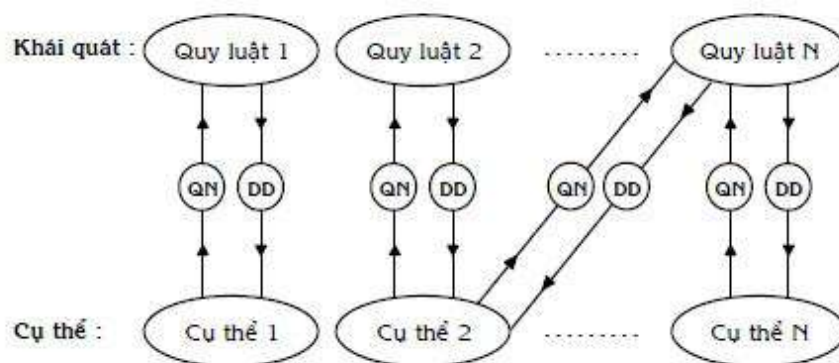 Khái quát : Quy luật 1 Quy luật 2 ......... Quy luật N
QN DD QN DD QN DD QN DD
Cụ thể : Cụ thể 1 Cụ thể 2 ......... Cụ thể N